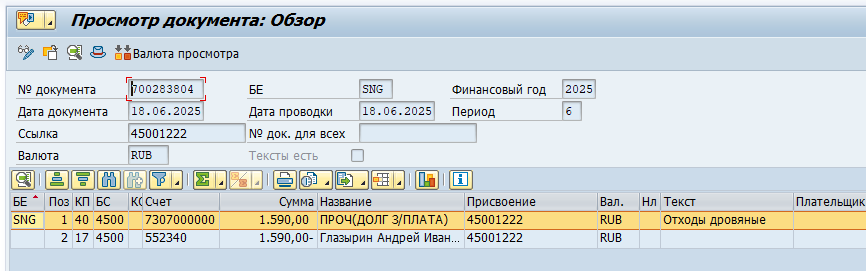 Просмотр документа: Обзор
Валюта просмотра
№ документа 700283804 БЕ SNG Финансовый год 2025
Дата документа 18.06.2025 Дата проводки 18.06.2025 Период 6
Ссылка 45001222 № док. для всех
Валюта RUB Тексты есть
БЕ Поз КП БС КС Счет Сумма Название Присвоение Вал. Нл Текст Плательщик
SNG 1 40 4500 7307000000 1.590,00 ПРОЧ(ДОЛГ З/ПЛАТА) 45001222 RUB Отходы дровяные
2 17 4500 552340 1.590,00- Глазырин Андрей Иван... 45001222 RUB